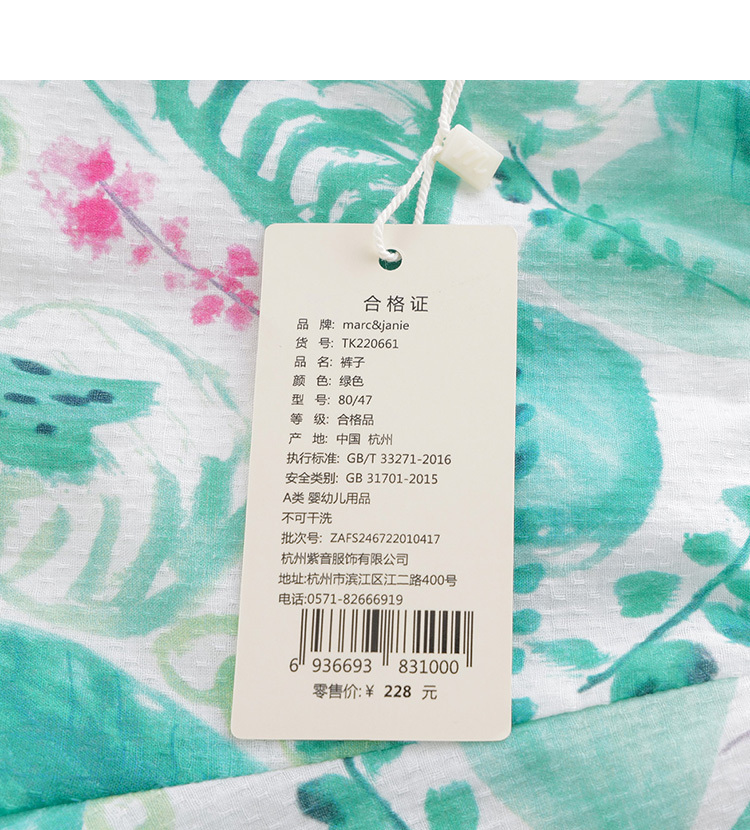 合格证
品 牌: marc&janie
货 号: TK220661
品 名: 裤子
颜 色: 绿色
型 号: 80/47
等 级: 合格品
产 地: 中国 杭州
执行标准: GB/T 33271-2016
安全类别: GB 31701-2015
A类 婴幼儿用品
不可干洗
批次号: ZAFS246722010417
杭州紫音服饰有限公司
地址:杭州市滨江区江二路400号
电话:0571-82666919
6 936693 831000
零售价:¥ 228 元